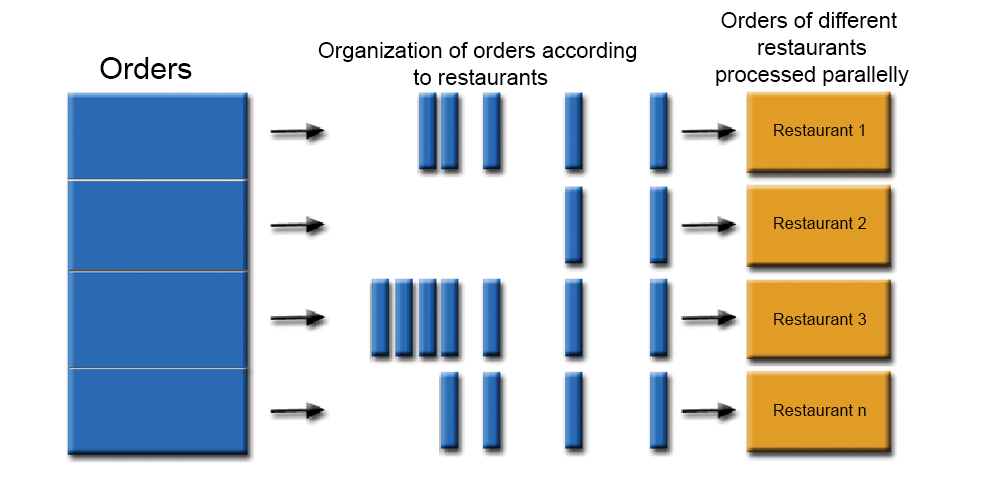 Orders
Organization of orders according
to restaurants
Orders of different
restaurants
processed parallelly
Restaurant 1
Restaurant 2
Restaurant 3
Restaurant n